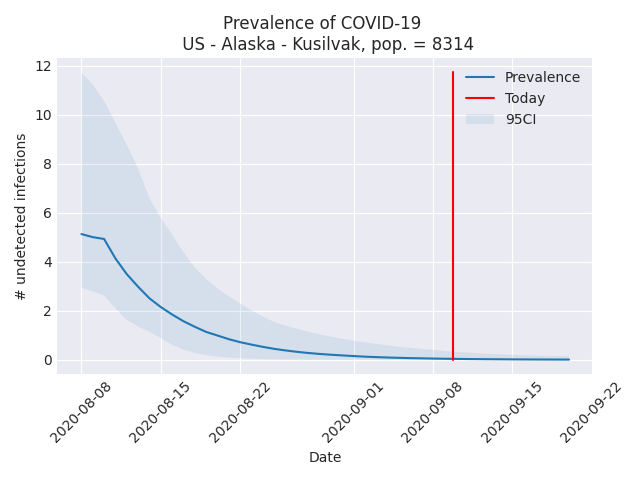 Prevalence of COVID-19
US - Alaska - Kusilvak, pop. = 8314
12
10
8
6
4
2
0
# undetected infections
Prevalence
Today
95CI
2020-08-08
2020-08-15
2020-08-22
2020-09-01
2020-09-08
2020-09-15
2020-09-22
Date